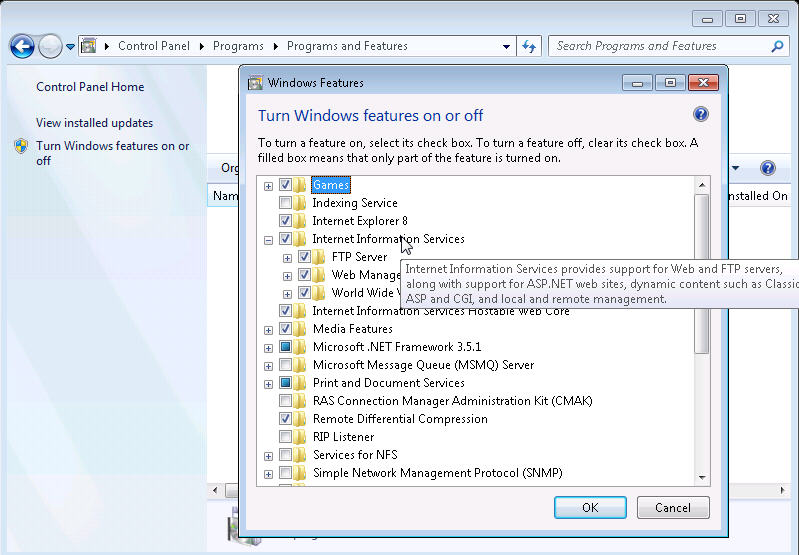 Control Panel
Programs
Programs and Features
Search Programs and Features
Control Panel Home
View installed updates
Turn Windows features on or
off
Windows Features
Turn Windows features on or off
To turn a feature on, select its check box. To turn a feature off, clear its check box. A
filled box means that only part of the feature is turned on.
Games
Indexing Service
Internet Explorer 8
Internet Information Services
FTP Server
Web Manage
World Wide
Internet Information Services provides support for Web and FTP servers,
along with support for ASP.NET web sites, dynamic content such as Classic
ASP and CGI, and local and remote management.
Internet Information Services Hostable Web Core
Media Features
Microsoft .NET Framework 3.5.1
Microsoft Message Queue (MSMQ) Server
Print and Document Services
RAS Connection Manager Administration Kit (CMAK)
Remote Differential Compression
RIP Listener
Services for NFS
Simple Network Management Protocol (SNMP)
OK
Cancel
Org
Nam
nstalled On